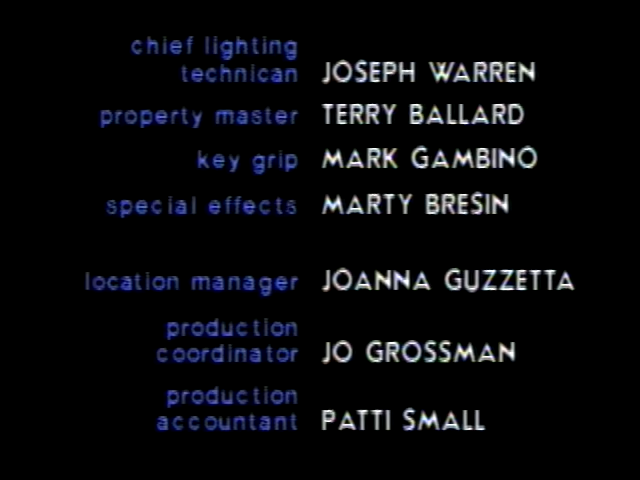 chief lighting
technican JOSEPH WARREN
property master TERRY BALLARD
key grip MARK GAMBINO
special effects MARTY BRESIN
location manager JOANNA GUZZETTA
production
coordinator JO GROSSMAN
production
accountant PATTI SMALL